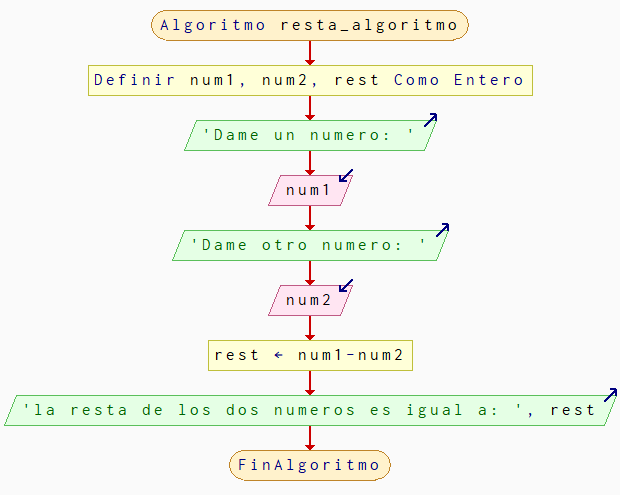 Algoritmo resta_algoritmo
Definir num1, num2, rest Como Entero
'Dame un numero: '
num1
'Dame otro numero: '
num2
rest ← num1-num2
'la resta de los dos numeros es igual a: ', rest
FinAlgoritmo